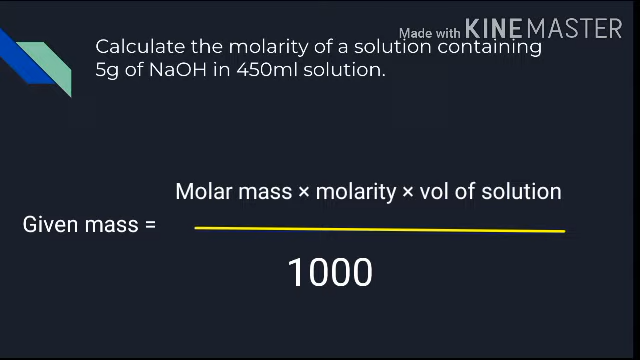 Made with KINEMASTER
Calculate the molarity of a solution containing
5g of NaOH in 450ml solution.
Molar mass × molarity × vol of solution
Given mass =
1000